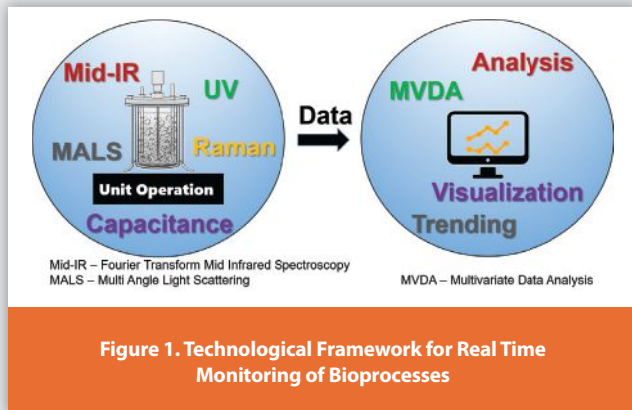 Mid-IR
UV
MALS
Raman
Unit Operation
Capacitance
Data
Analysis
MVDA
Visualization
Trending
Mid-IR – Fourier Transform Mid Infrared Spectroscopy
MALS – Multi Angle Light Scattering
MVDA – Multivariate Data Analysis
Figure 1. Technological Framework for Real Time
Monitoring of Bioprocesses